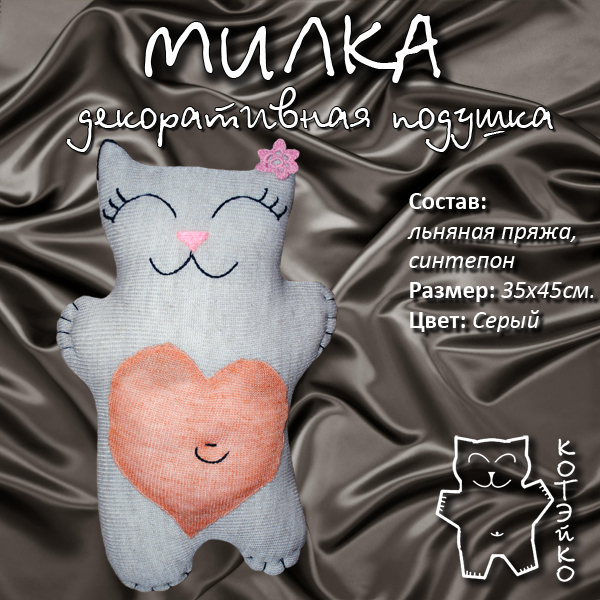 МИЛКА
декоративная подушка
Состав:
льняная пряжа,
синтепон
Размер: 35х45см.
Цвет: Серый
КОТЭЙКО